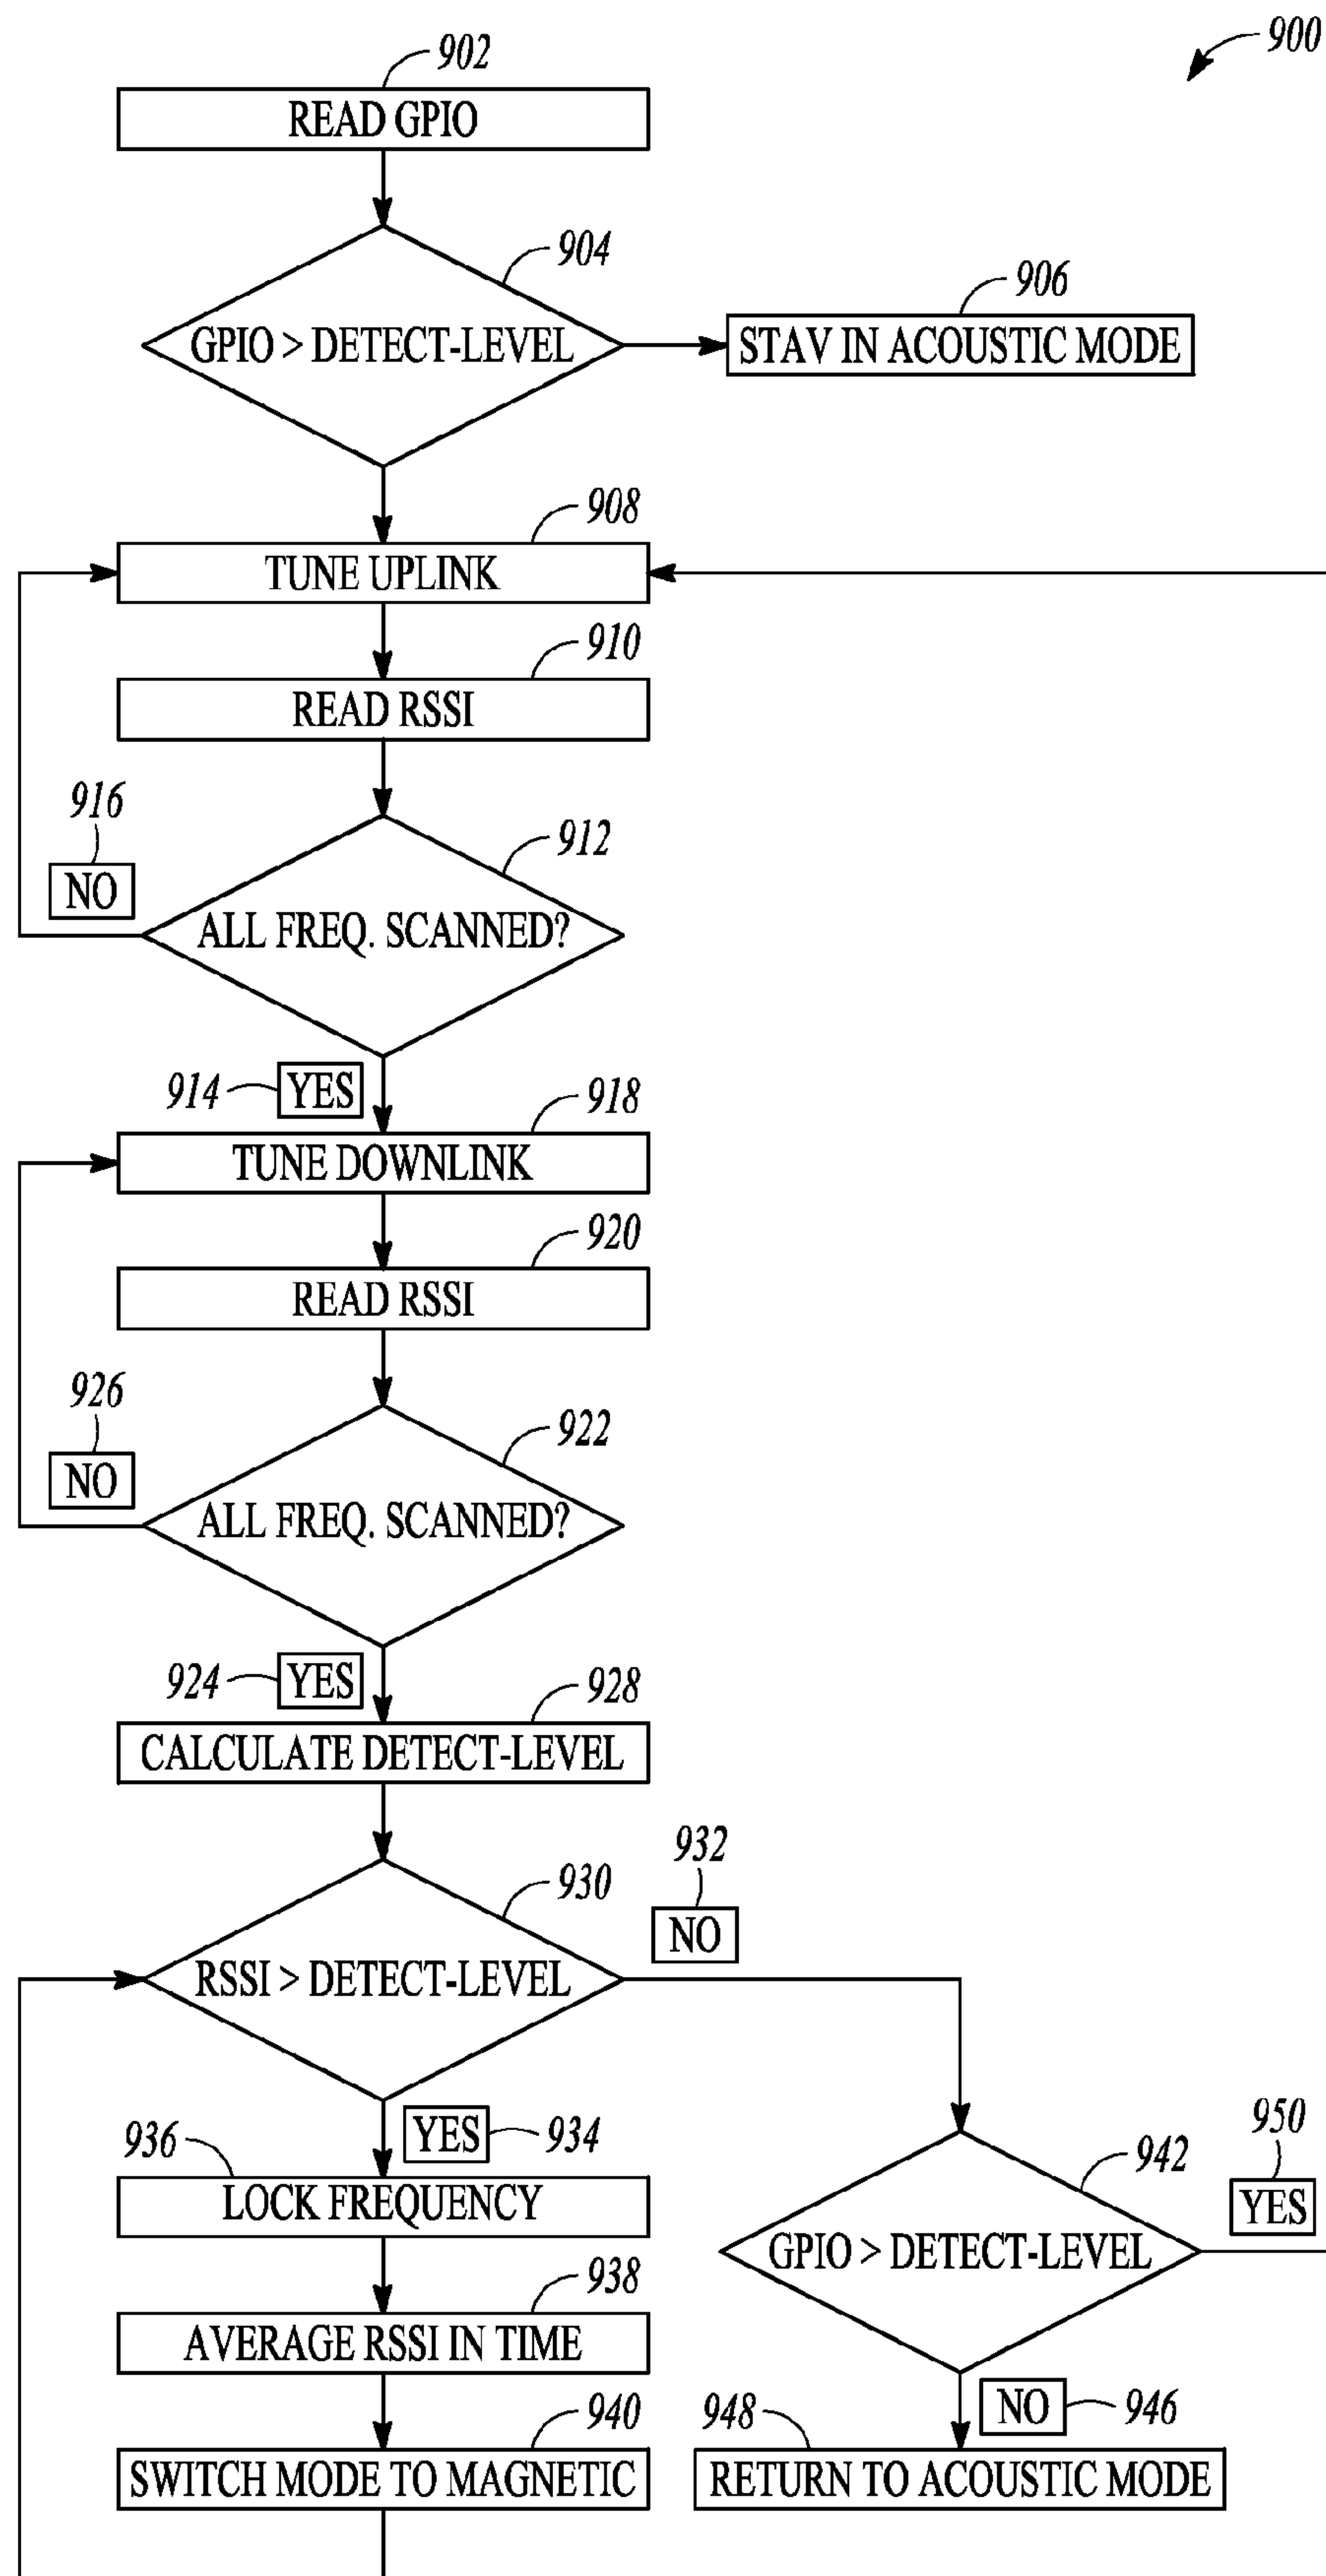 900
902
READ GPIO
904
GPIO > DETECT-LEVEL
906
STAV IN ACOUSTIC MODE
908
TUNE UPLINK
910
READ RSSI
916
NO
912
ALL FREQ. SCANNED?
914
YES
918
TUNE DOWNLINK
920
READ RSSI
926
NO
922
ALL FREQ. SCANNED?
924
YES
928
CALCULATE DETECT-LEVEL
930
RSSI > DETECT-LEVEL
932
NO
934
YES
936
LOCK FREQUENCY
938
AVERAGE RSSI IN TIME
940
SWITCH MODE TO MAGNETIC
942
GPIO > DETECT-LEVEL
950
YES
946
NO
948
RETURN TO ACOUSTIC MODE